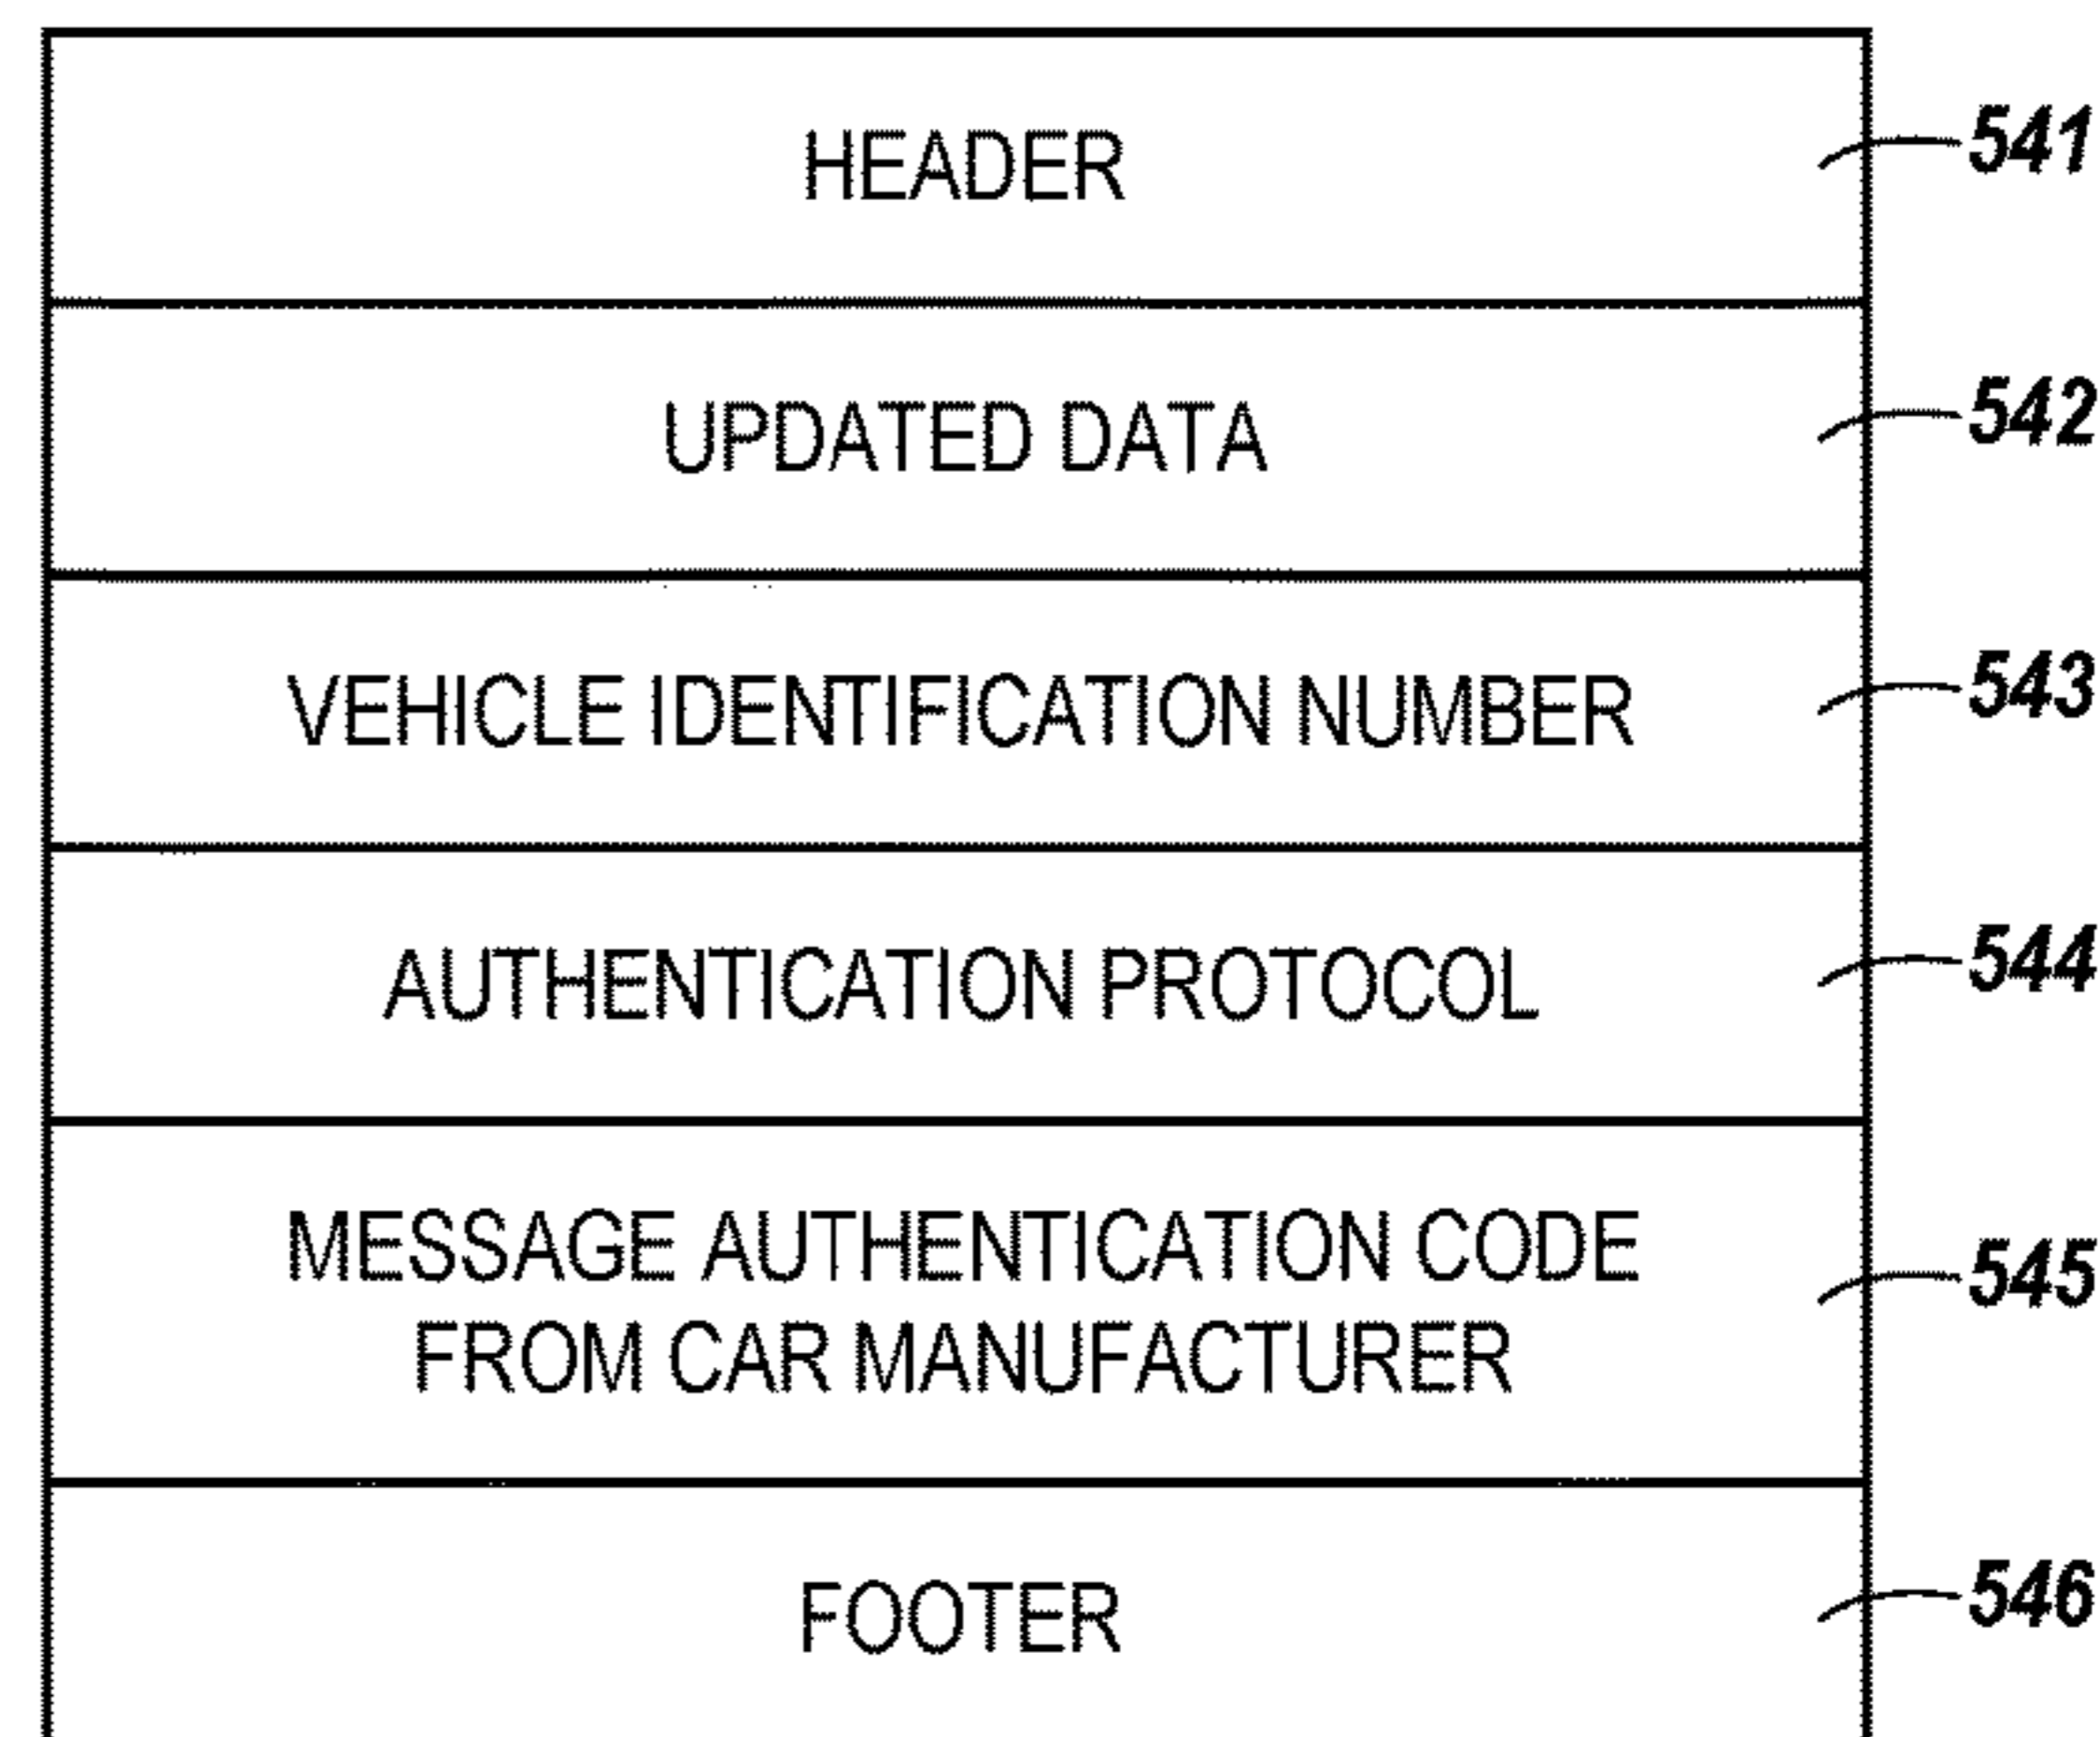 HEADER 541
UPDATED DATA 542
VEHICLE IDENTIFICATION NUMBER 543
AUTHENTICATION PROTOCOL 544
MESSAGE AUTHENTICATION CODE
FROM CAR MANUFACTURER 545
FOOTER 546